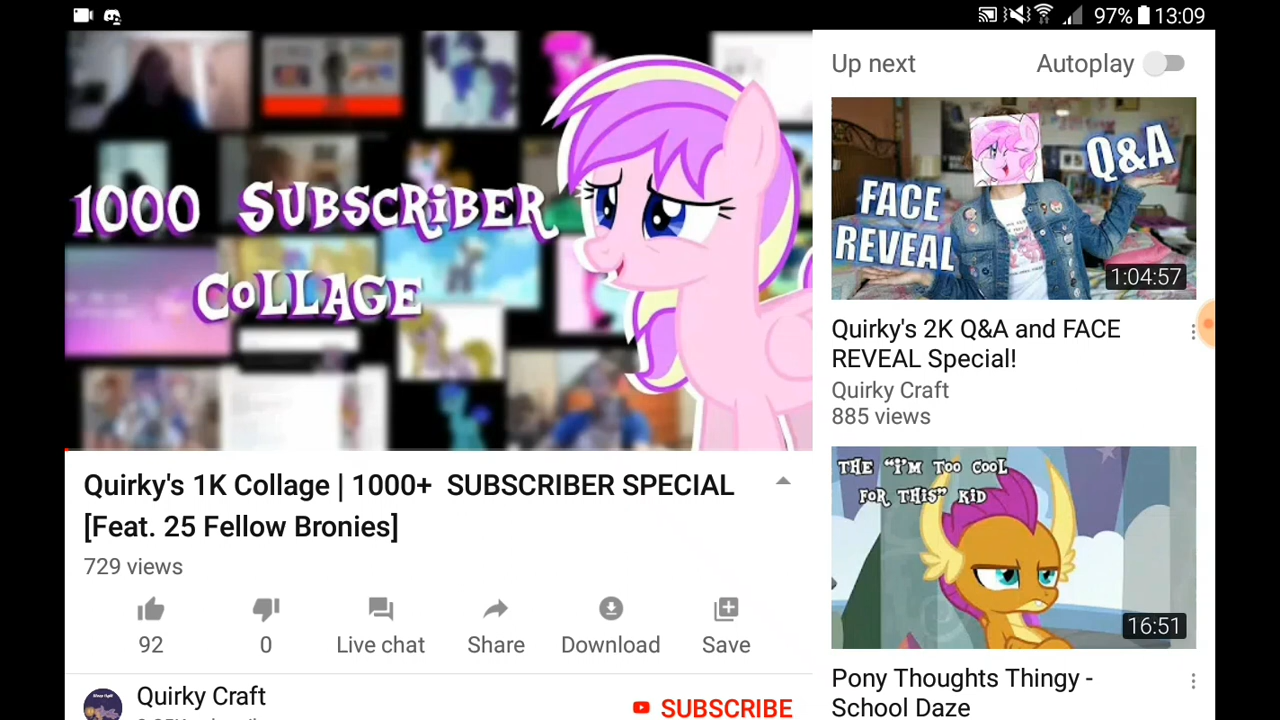 97% 13:09
1000 SUBSCRIBER
COLLAGE
Quirky's 1K Collage | 1000+ SUBSCRIBER SPECIAL
[Feat. 25 Fellow Bronies]
729 views
92
0
Live chat
Share
Download
Save
Quirky Craft
SUBSCRIBE
Up next
Autoplay
FACE
REVEAL
Q&A
1:04:57
Quirky's 2K Q&A and FACE
REVEAL Special!
Quirky Craft
885 views
THE "I'M TOO COOL
FOR THIS" KID
16:51
Pony Thoughts Thingy -
School Daze